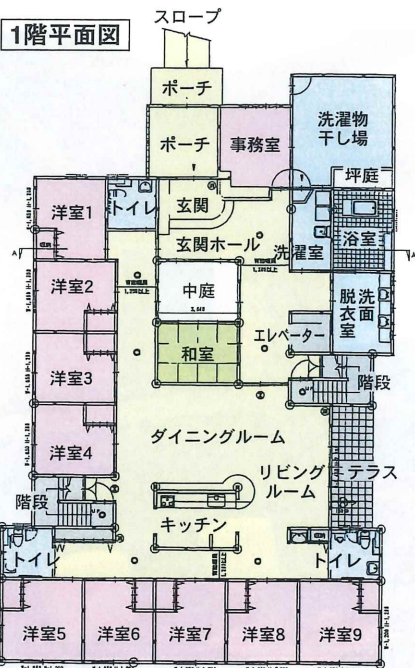 スロープ
1階平面図
ポーチ
ポーチ
事務室
洗濯物
干し場
坪庭
洋室1
トイレ
玄関
玄関ホール
洗濯室
浴室
洋室2
中庭
和室
エレベーター
洗面
脱衣室
洋室3
階段
洋室4
ダイニングルーム
リビング
ルーム
テラス
階段
キッチン
トイレ
トイレ
洋室5
洋室6
洋室7
洋室8
洋室9